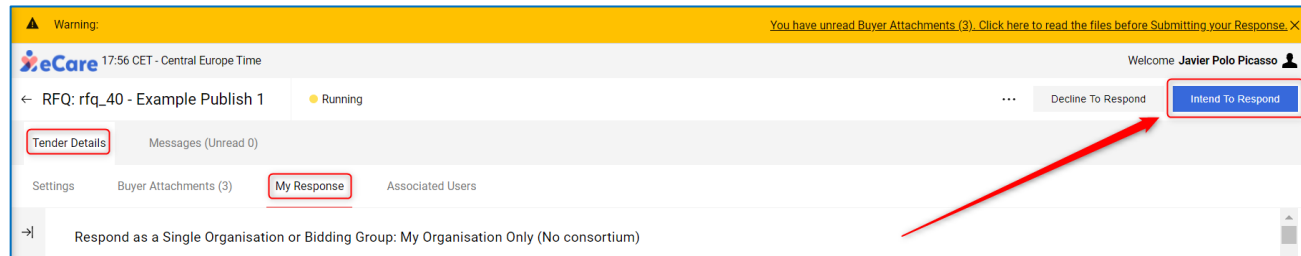 Warning: You have unread Buyer Attachments (3). Click here to read the files before Submitting your Response. X
eCare 17:56 CET - Central Europe Time Welcome Javier Polo Picasso
← RFQ: rfq_40 - Example Publish 1 Running ... Decline To Respond Intend To Respond
Tender Details Messages (Unread 0)
Settings Buyer Attachments (3) My Response Associated Users
Respond as a Single Organisation or Bidding Group: My Organisation Only (No consortium)